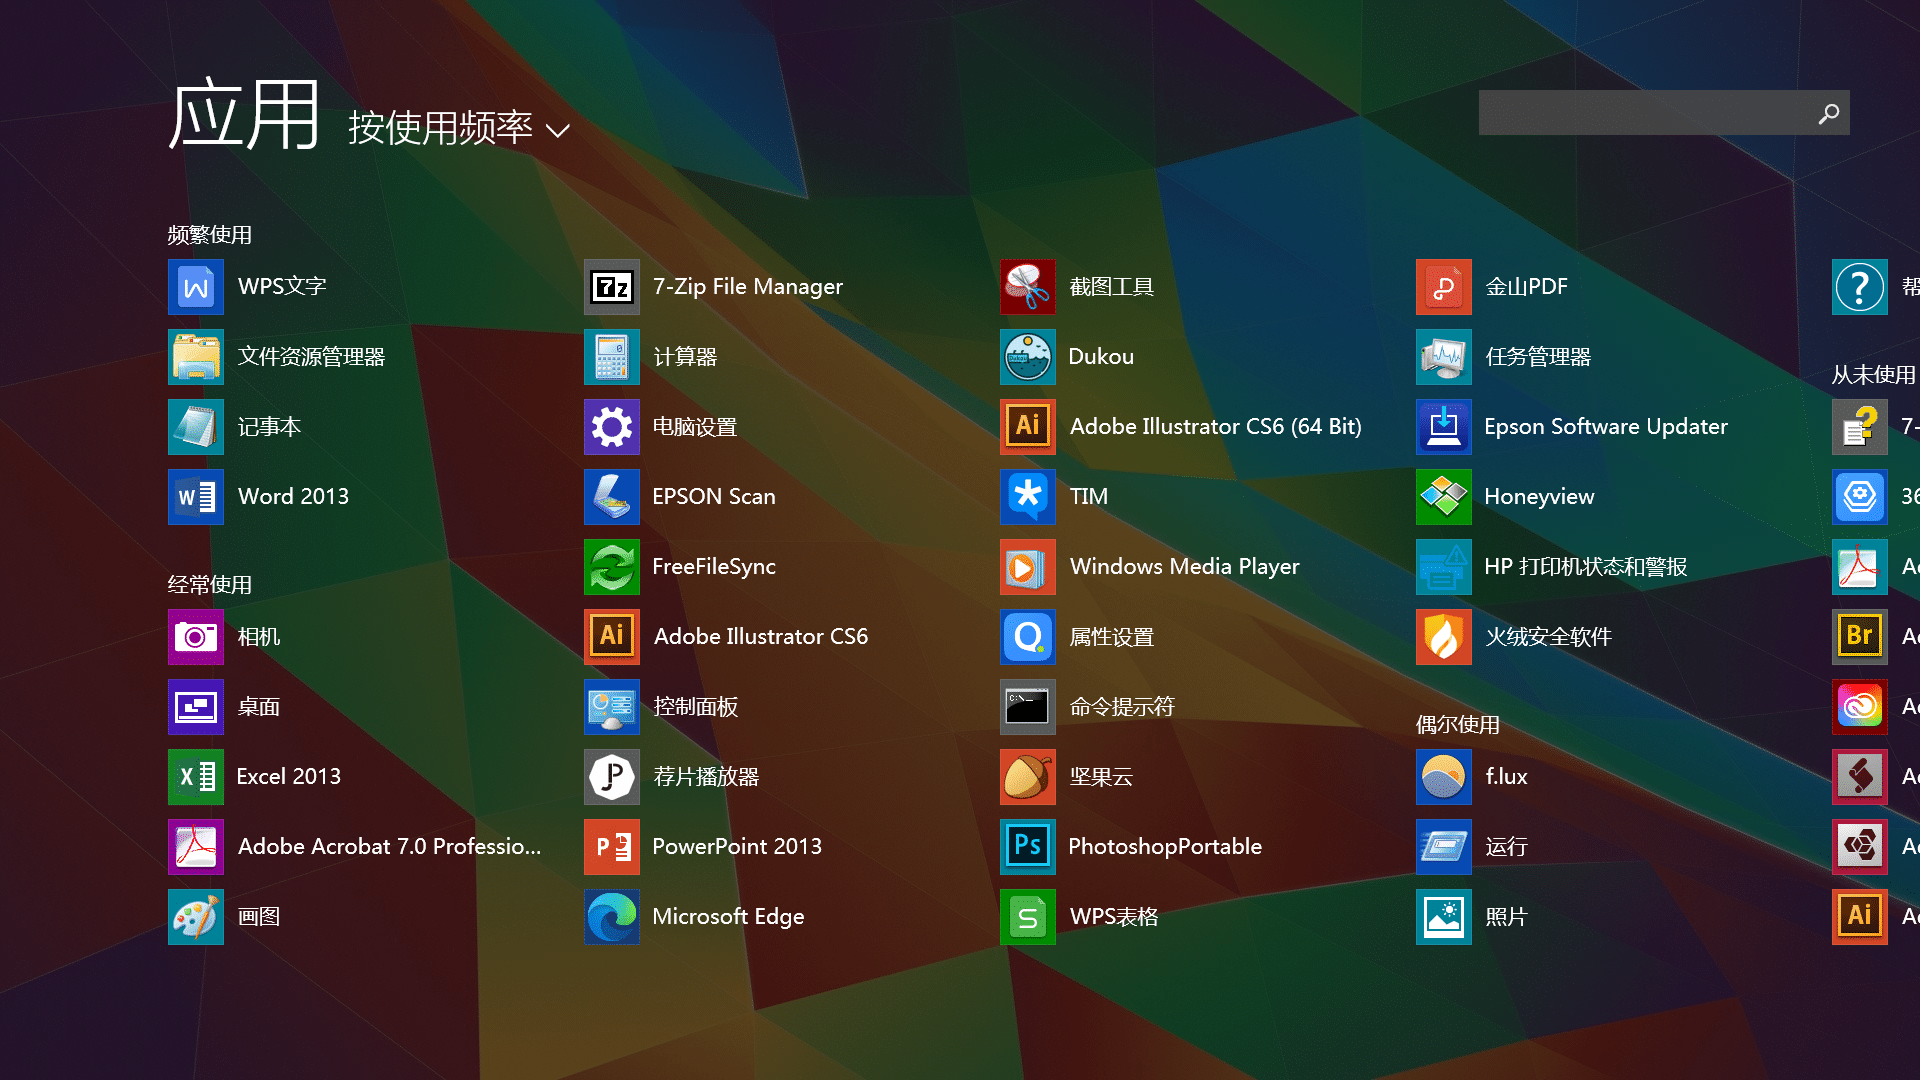 应用 按使用频率
频繁使用
WPS文字
文件资源管理器
记事本
Word 2013
经常使用
相机
桌面
Excel 2013
Adobe Acrobat 7.0 Professio...
画图
7-Zip File Manager
计算器
电脑设置
EPSON Scan
FreeFileSync
Adobe Illustrator CS6
控制面板
荐片播放器
PowerPoint 2013
Microsoft Edge
截图工具
Dukou
Adobe Illustrator CS6 (64 Bit)
TIM
Windows Media Player
属性设置
命令提示符
坚果云
PhotoshopPortable
WPS表格
金山PDF
任务管理器
Epson Software Updater
Honeyview
HP 打印机状态和警报
火绒安全软件
偶尔使用
f.lux
运行
照片
从未使用
7-
36